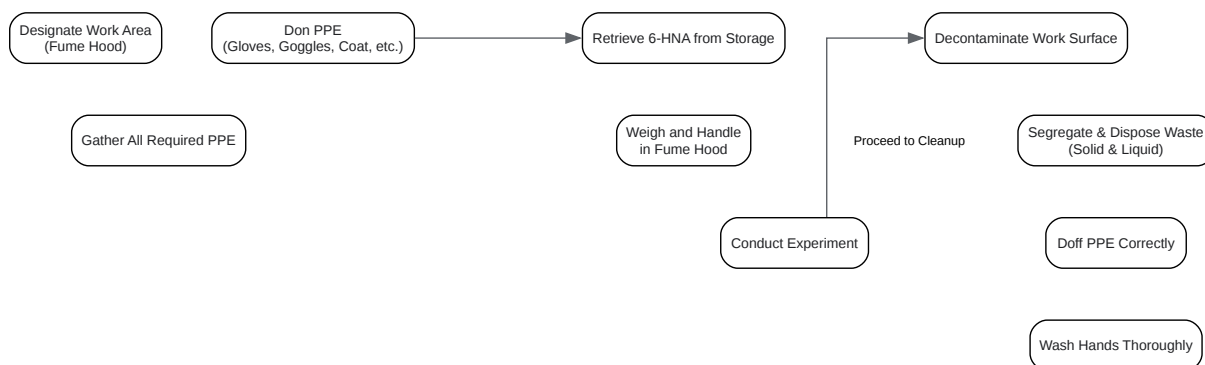 Designate Work Area
(Fume Hood)
Don PPE
(Gloves, Goggles, Coat, etc.)
Retrieve 6-HNA from Storage
Decontaminate Work Surface
Gather All Required PPE
Weigh and Handle
in Fume Hood
Proceed to Cleanup
Segregate & Dispose Waste
(Solid & Liquid)
Conduct Experiment
Doff PPE Correctly
Wash Hands Thoroughly